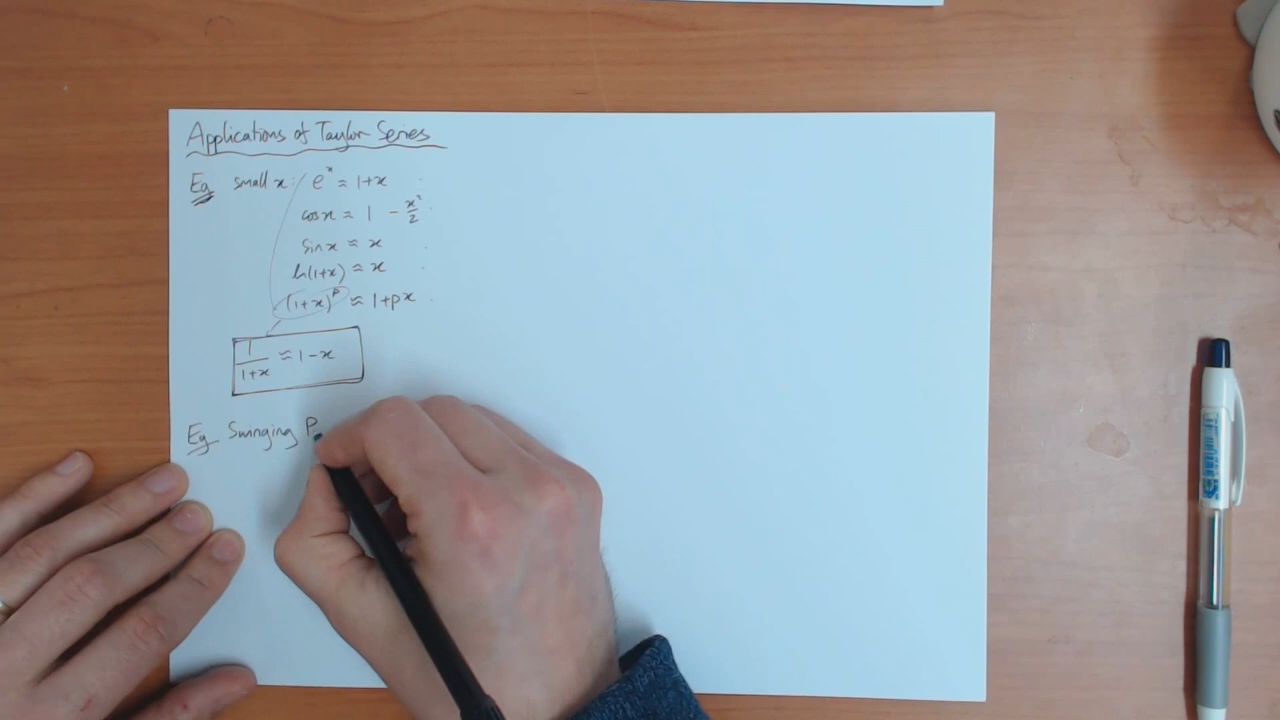 Applications of Taylor Series
Eg small x: e^x ≈ 1+x
cos x ≈ 1 - x²/2
sin x ≈ x
ln(1+x) ≈ x
(1+x)^p ≈ 1+px
1/(1+x) ≈ 1-x
Eg Swinging P